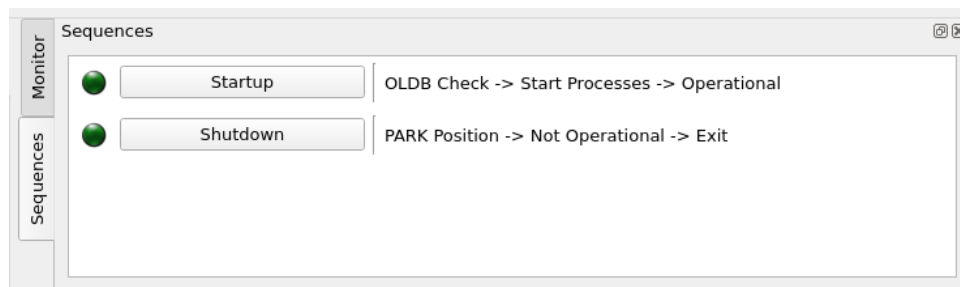 Sequences
Monitor
Sequences
Startup
OLDB Check -> Start Processes -> Operational
Shutdown
PARK Position -> Not Operational -> Exit